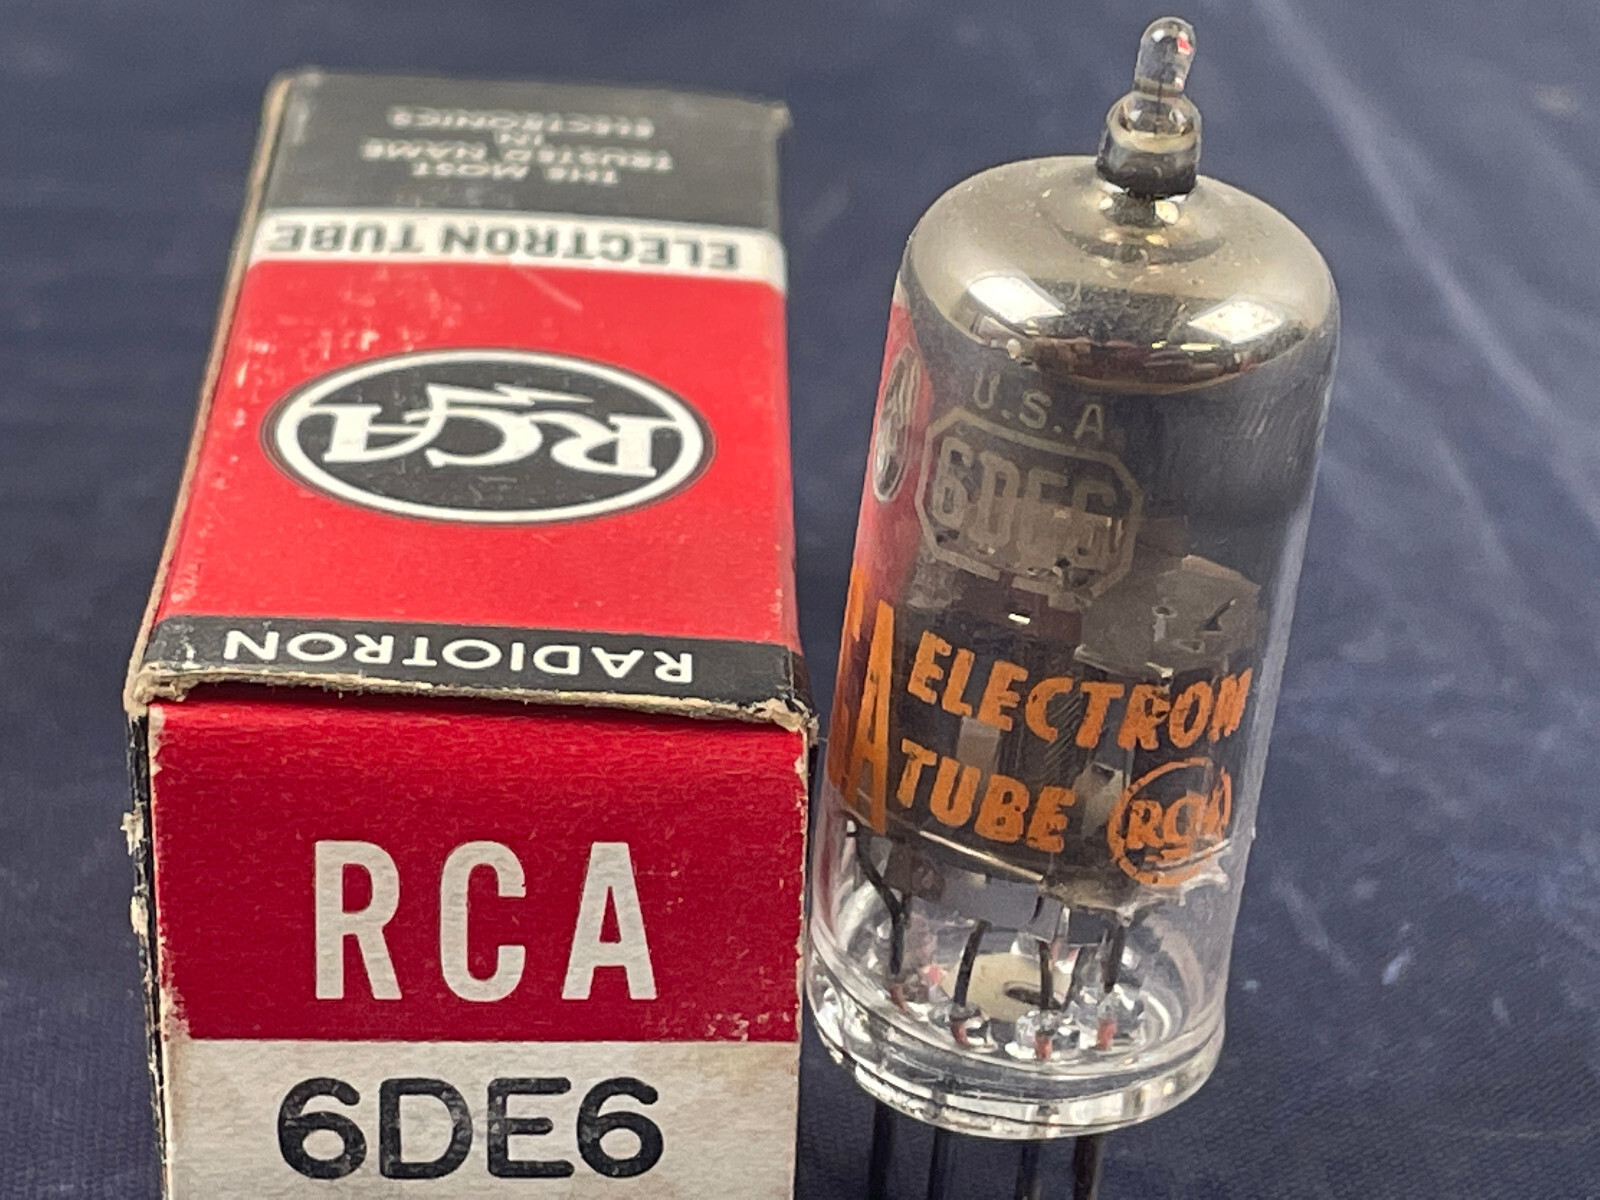 THE MOST
TRUSTED NAME
IN
ELECTRONICS
ELECTRON TUBE
RCA
RADIOTRON
RCA
6DE6
U.S.A
6DE6
ELECTRON
TUBE
RCA